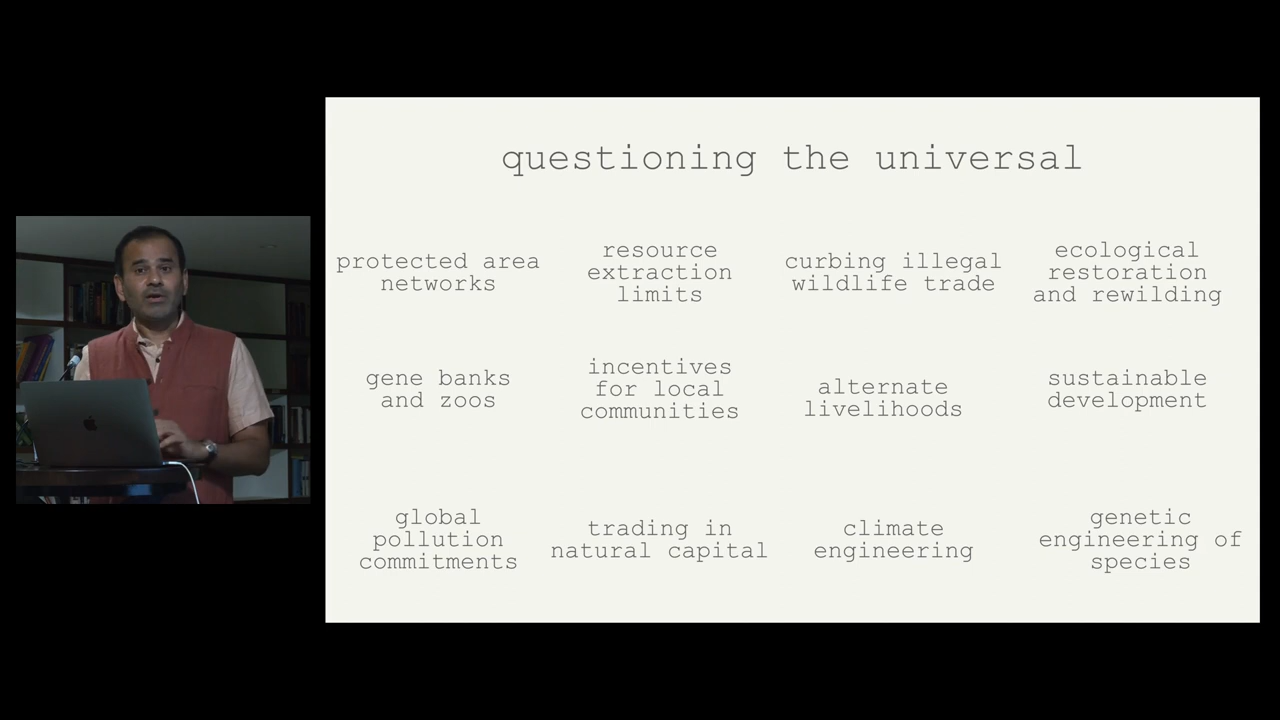 questioning the universal
protected area
networks
resource
extraction
limits
curbing illegal
wildlife trade
ecological
restoration
and rewilding
gene banks
and zoos
incentives
for local
communities
alternate
livelihoods
sustainable
development
global
pollution
commitments
trading in
natural capital
climate
engineering
genetic
engineering of
species